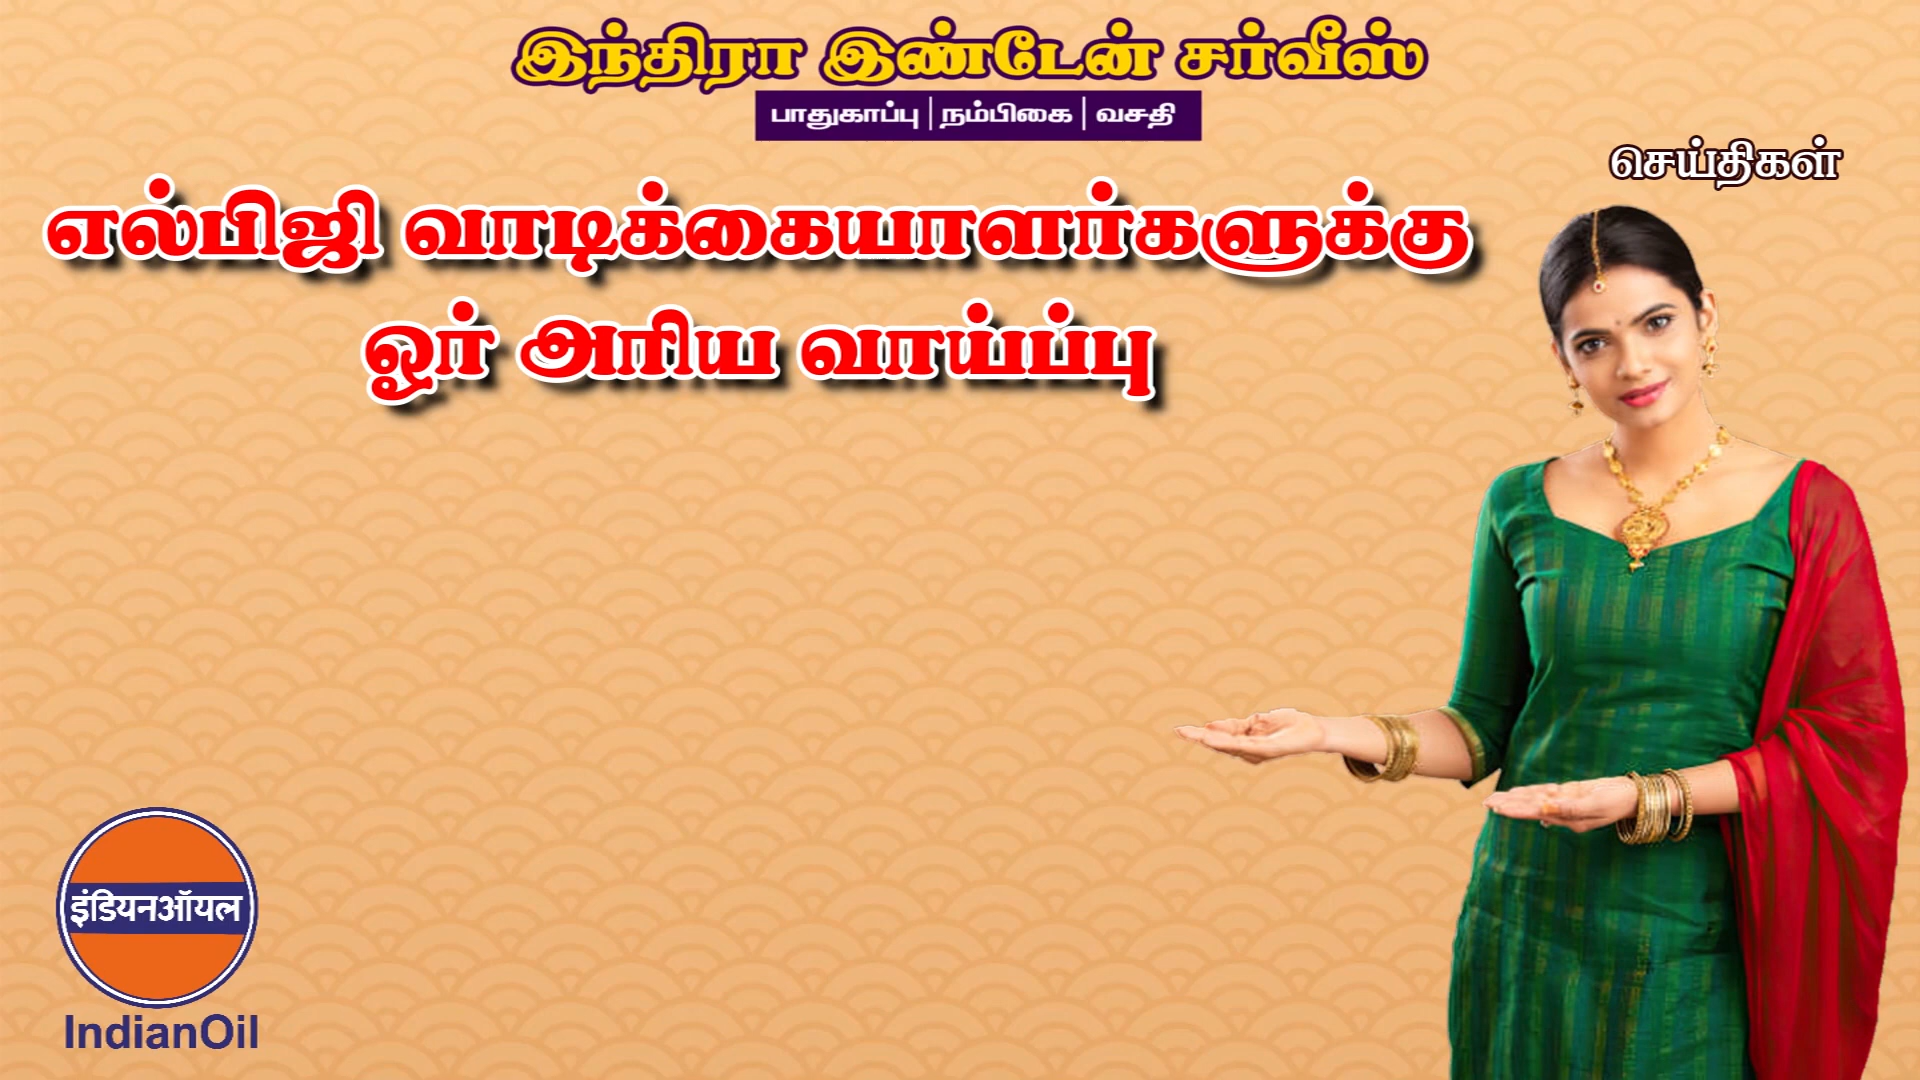 இந்திரா இண்டேன் சர்வீஸ்
பாதுகாப்பு | நம்பிகை | வசதி
செய்திகள்
எல்பிஜி வாடிக்கையாளர்களுக்கு
ஓர் அரிய வாய்ப்பு
इंडियनऑयल
IndianOil